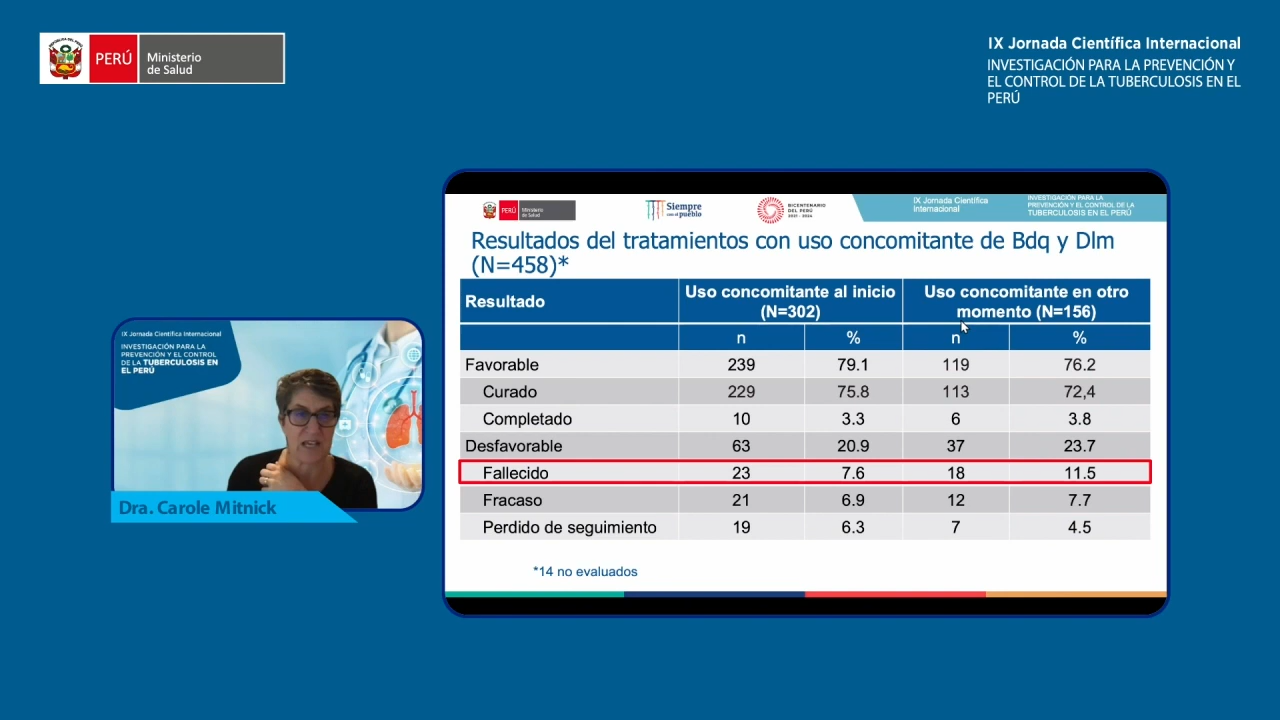 PERÚ
Ministerio
de Salud
IX Jornada Científica Internacional
INVESTIGACIÓN PARA LA PREVENCIÓN Y
EL CONTROL DE LA TUBERCULOSIS EN EL
PERÚ
PERÚ
Ministerio
de Salud
Siempre
con el pueblo
BICENTENARIO
DEL PERÚ
2021 - 2024
IX Jornada Científica
Internacional
INVESTIGACIÓN PARA LA
PREVENCIÓN Y EL CONTROL DE LA
TUBERCULOSIS EN EL PERÚ
Resultados del tratamientos con uso concomitante de Bdq y Dlm
(N=458)*
Resultado
Uso concomitante al inicio
(N=302)
Uso concomitante en otro
momento (N=156)
n % n %
Favorable 239 79.1 119 76.2
Curado 229 75.8 113 72,4
Completado 10 3.3 6 3.8
Desfavorable 63 20.9 37 23.7
Fallecido 23 7.6 18 11.5
Fracaso 21 6.9 12 7.7
Perdido de seguimiento 19 6.3 7 4.5
*14 no evaluados
IX Jornada Científica Internacional
INVESTIGACIÓN PARA LA
PREVENCIÓN Y EL CONTROL
DE LA TUBERCULOSIS EN
EL PERÚ
Dra. Carole Mitnick